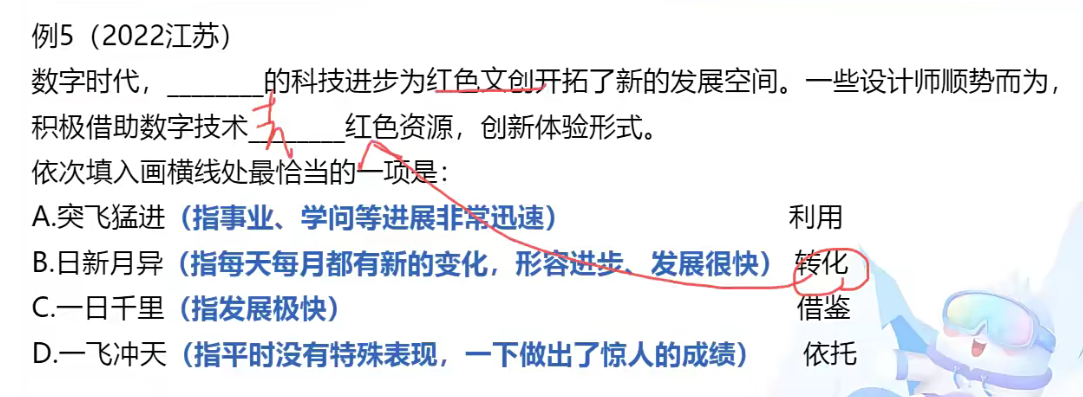 例5（2022江苏）
数字时代，________的科技进步为红色文创开拓了新的发展空间。一些设计师顺势而为，
积极借助数字技术________红色资源，创新体验形式。
依次填入画横线处最恰当的一项是：
A.突飞猛进（指事业、学问等进展非常迅速） 利用
B.日新月异（指每天每月都有新的变化，形容进步、发展很快） 转化
C.一日千里（指发展极快） 借鉴
D.一飞冲天（指平时没有特殊表现，一下做出了惊人的成绩） 依托